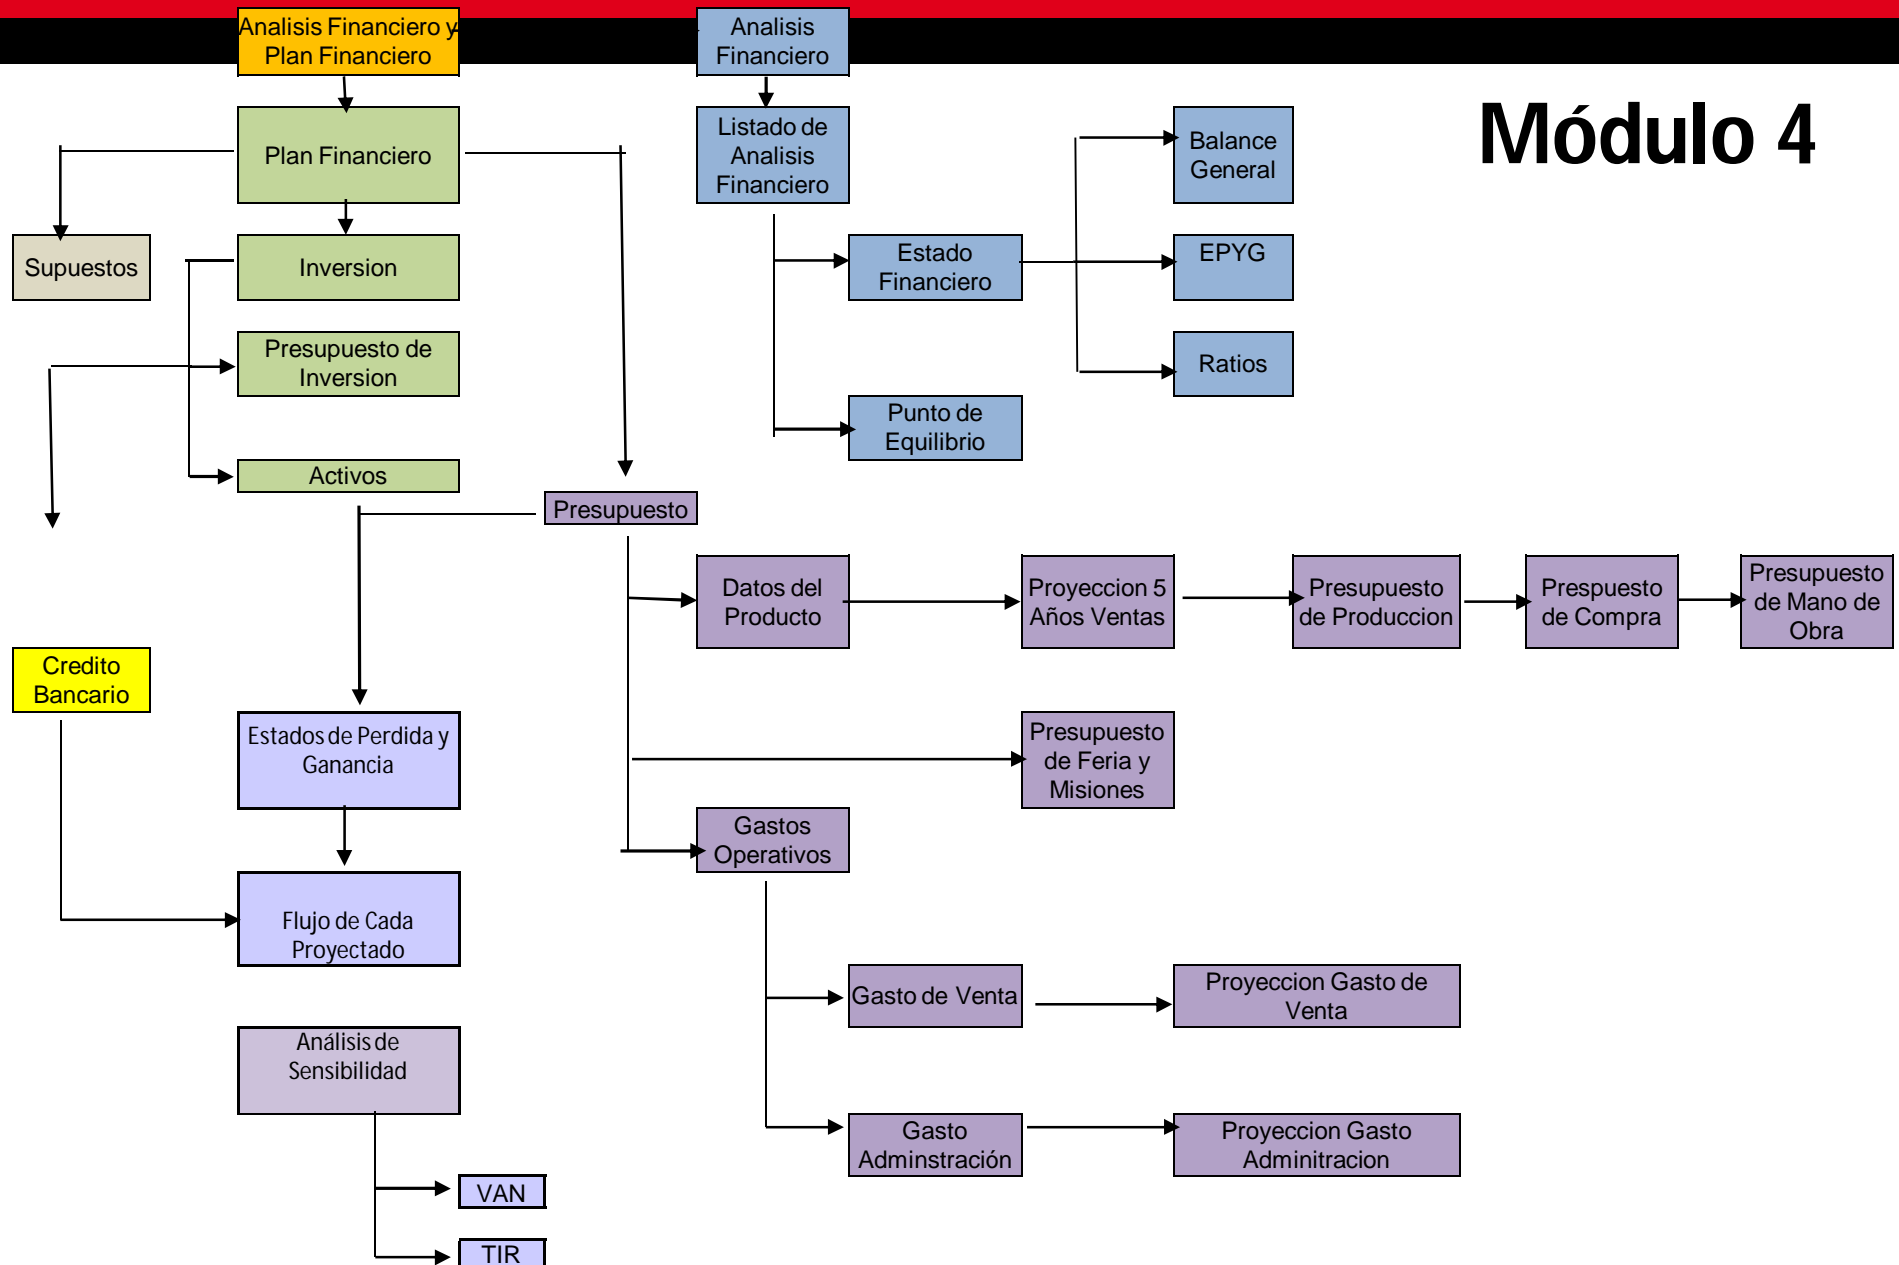 Analisis Financiero y
Plan Financiero
Analisis
Financiero
Módulo 4
Plan Financiero
Listado de
Analisis
Financiero
Balance
General
Supuestos
Inversion
Estado
Financiero
EPYG
Presupuesto de
Inversion
Ratios
Punto de
Equilibrio
Activos
Presupuesto
Datos del
Producto
Proyeccion 5
Años Ventas
Presupuesto
de Produccion
Prespuesto
de Compra
Presupuesto
de Mano de
Obra
Credito
Bancario
Estados de Perdida y
Ganancia
Presupuesto
de Feria y
Misiones
Gastos
Operativos
Flujo de Cada
Proyectado
Gasto de Venta
Proyeccion Gasto de
Venta
Análisis de
Sensibilidad
Gasto
Adminstración
Proyeccion Gasto
Adminitracion
VAN
TIR